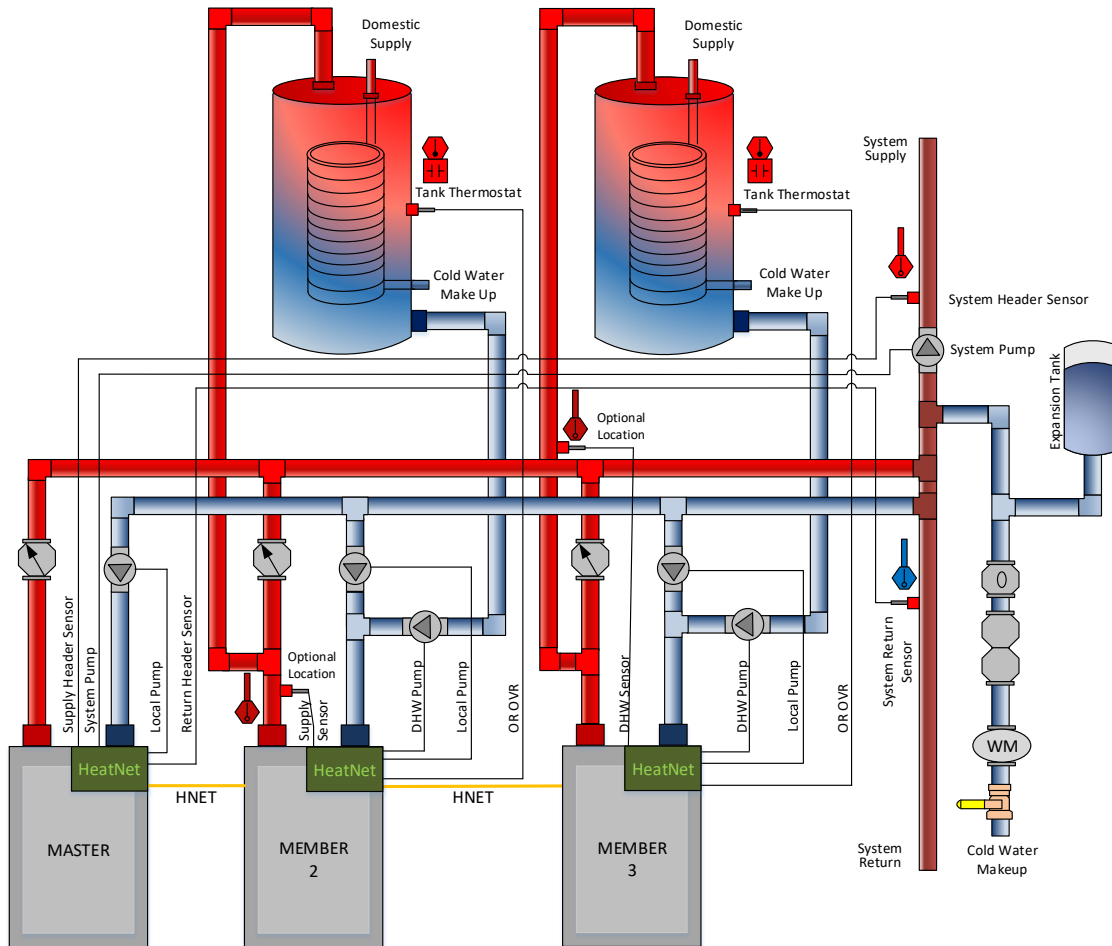 Domestic
Supply
Domestic
Supply
System
Supply
Tank Thermostat
Tank Thermostat
Cold Water
Make Up
Cold Water
Make Up
System Header Sensor
System Pump
Expansion Tank
Optional
Location
Supply Header Sensor
System Pump
Local Pump
Return Header Sensor
Optional
Location
Supply
Sensor
DHW Pump
Local Pump
OR OVR
DHW Sensor
DHW Pump
Local Pump
OR OVR
System Return
Sensor
0
WM
HeatNet
HeatNet
HeatNet
HNET
HNET
MASTER
MEMBER
2
MEMBER
3
System
Return
Cold Water
Makeup